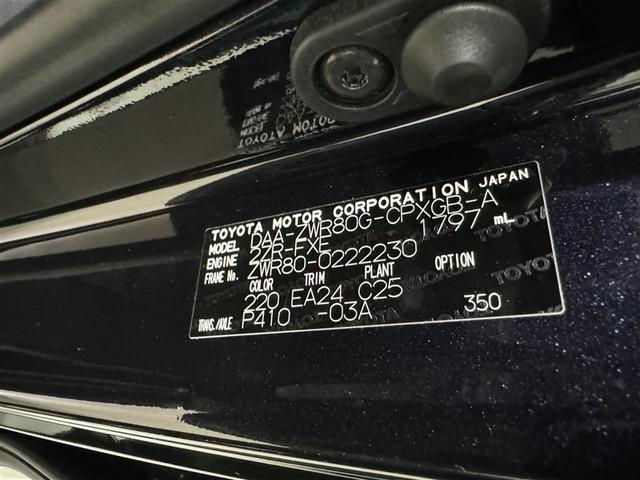 TOYOTA MOTOR CORPORATION JAPAN
MODEL DAA-ZWR80G-CPXGB-A
ENGINE 2ZR-FXE 1797 mL
FRAME No. ZWR80-0222230
COLOR TRIM PLANT OPTION
220 EA24 C25
TRANS./AXLE P410 -03A 350